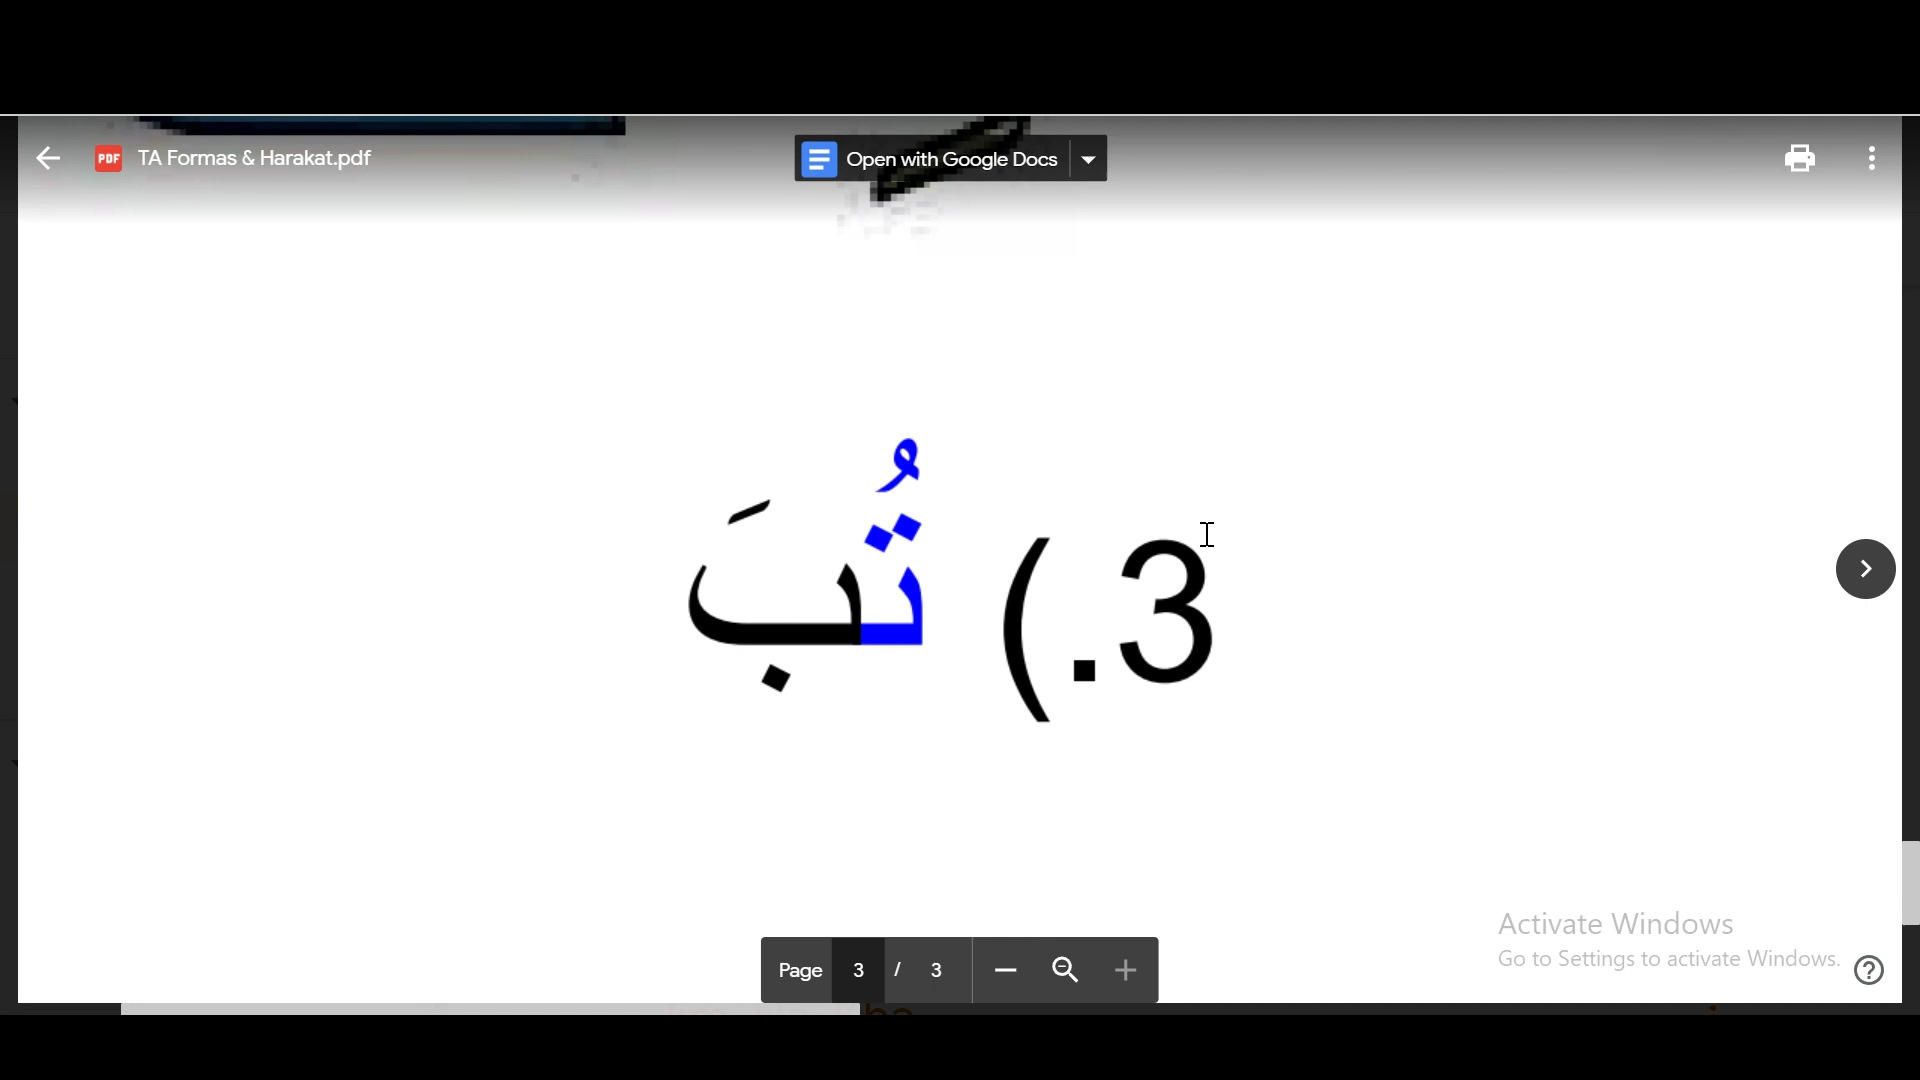 TA Formas & Harakat.pdf
Open with Google Docs
3.) تُبَ
Activate Windows
Go to Settings to activate Windows.
Page 3 / 3